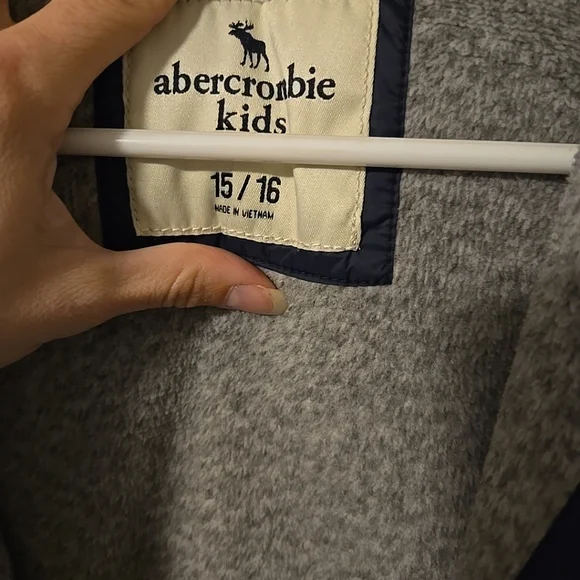 abercrombie
kids
15 / 16
MADE IN VIETNAM